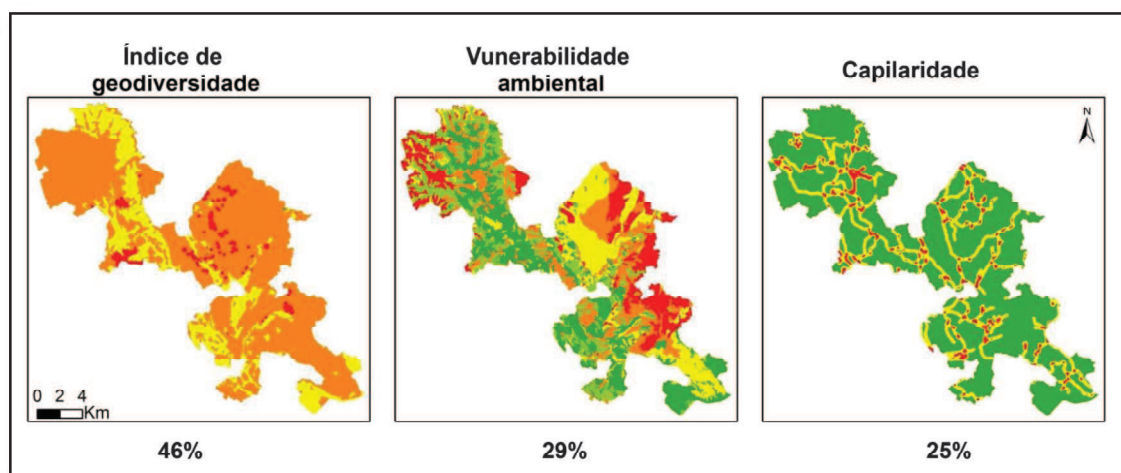 Índice de
geodiversidade
Vunerabilidade
ambiental
Capilaridade
N
0 2 4
Km
46%
29%
25%